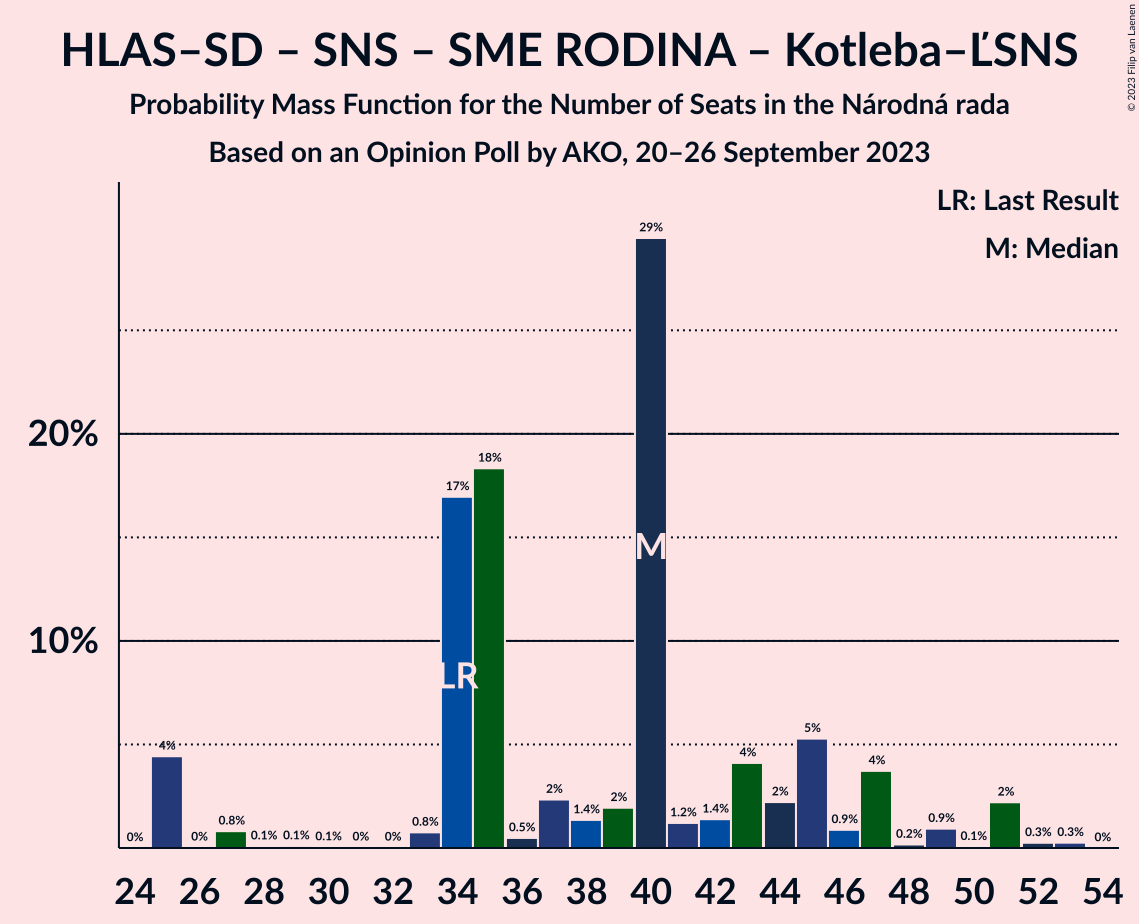 HLAS–SD – SNS – SME RODINA – Kotleba–ĽSNS
Probability Mass Function for the Number of Seats in the Národná rada
Based on an Opinion Poll by AKO, 20–26 September 2023
© 2023 Filip van Laenen
LR: Last Result
M: Median
20%
10%
0% 4% 0% 0.8% 0.1% 0.1% 0.1% 0% 0% 0.8% 17% 18% 0.5% 2% 1.4% 2% 29% 1.2% 1.4% 4% 2% 5% 0.9% 4% 0.2% 0.9% 0.1% 2% 0.3% 0.3% 0%
LR
M
24 26 28 30 32 34 36 38 40 42 44 46 48 50 52 54